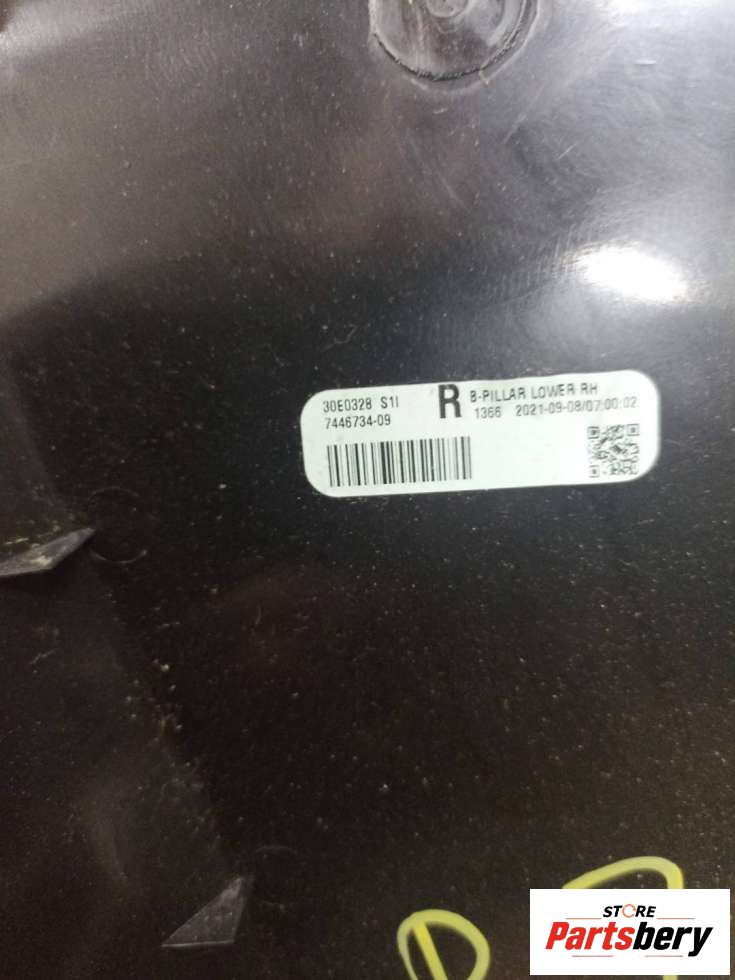 30E0328 S1I R B-PILLAR LOWER RH
7446734-09 1366 2021-09-08/07:00:02
STORE
Partsbery